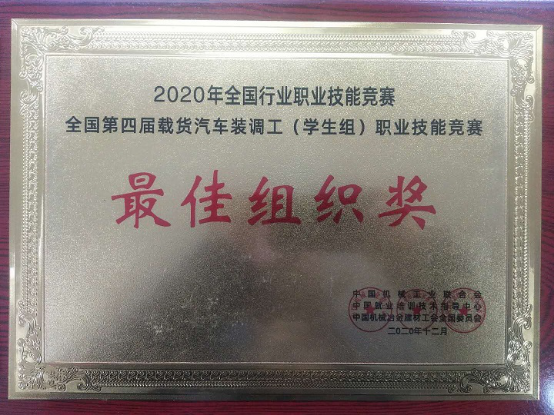 2020年全国行业职业技能竞赛
全国第四届载货汽车装调工（学生组）职业技能竞赛
最佳组织奖
中国机械工业联合会
中国就业培训技术指导中心
中国机械冶金建材工会全国委员会
二〇二〇年十二月